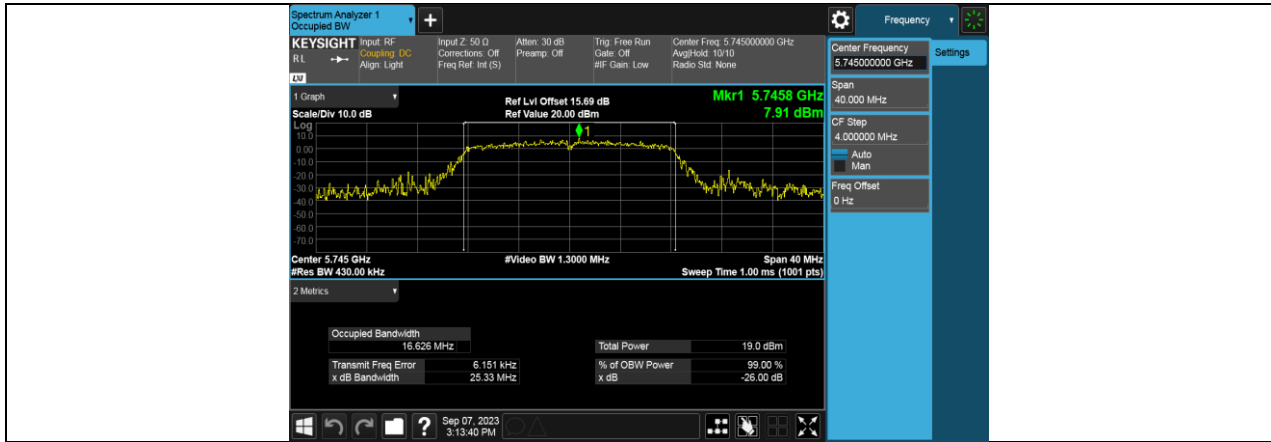 Spectrum Analyzer 1
Occupied BW
+
Frequency
KEYSIGHT
R L
LXI
Input: RF
Coupling: DC
Align: Light
Input Z: 50 Ω
Corrections: Off
Freq Ref: Int (S)
Atten: 30 dB
Preamp: Off
Trig: Free Run
Gate: Off
#IF Gain: Low
Center Freq: 5.745000000 GHz
Avg|Hold: 10/10
Radio Std: None
Center Frequency
5.745000000 GHz
Settings
Span
40.000 MHz
CF Step
4.000000 MHz
Auto
Man
Freq Offset
0 Hz
1 Graph
Scale/Div 10.0 dB
Ref Lvl Offset 15.69 dB
Ref Value 20.00 dBm
Mkr1 5.7458 GHz
7.91 dBm
Log
10.0
0.00
-10.0
-20.0
-30.0
-40.0
-50.0
-60.0
-70.0
1
Center 5.745 GHz
#Res BW 430.00 kHz
#Video BW 1.3000 MHz
Span 40 MHz
Sweep Time 1.00 ms (1001 pts)
2 Metrics
Occupied Bandwidth
16.626 MHz
Transmit Freq Error 6.151 kHz
x dB Bandwidth 25.33 MHz
Total Power 19.0 dBm
% of OBW Power 99.00 %
x dB -26.00 dB
?
Sep 07, 2023
3:13:40 PM